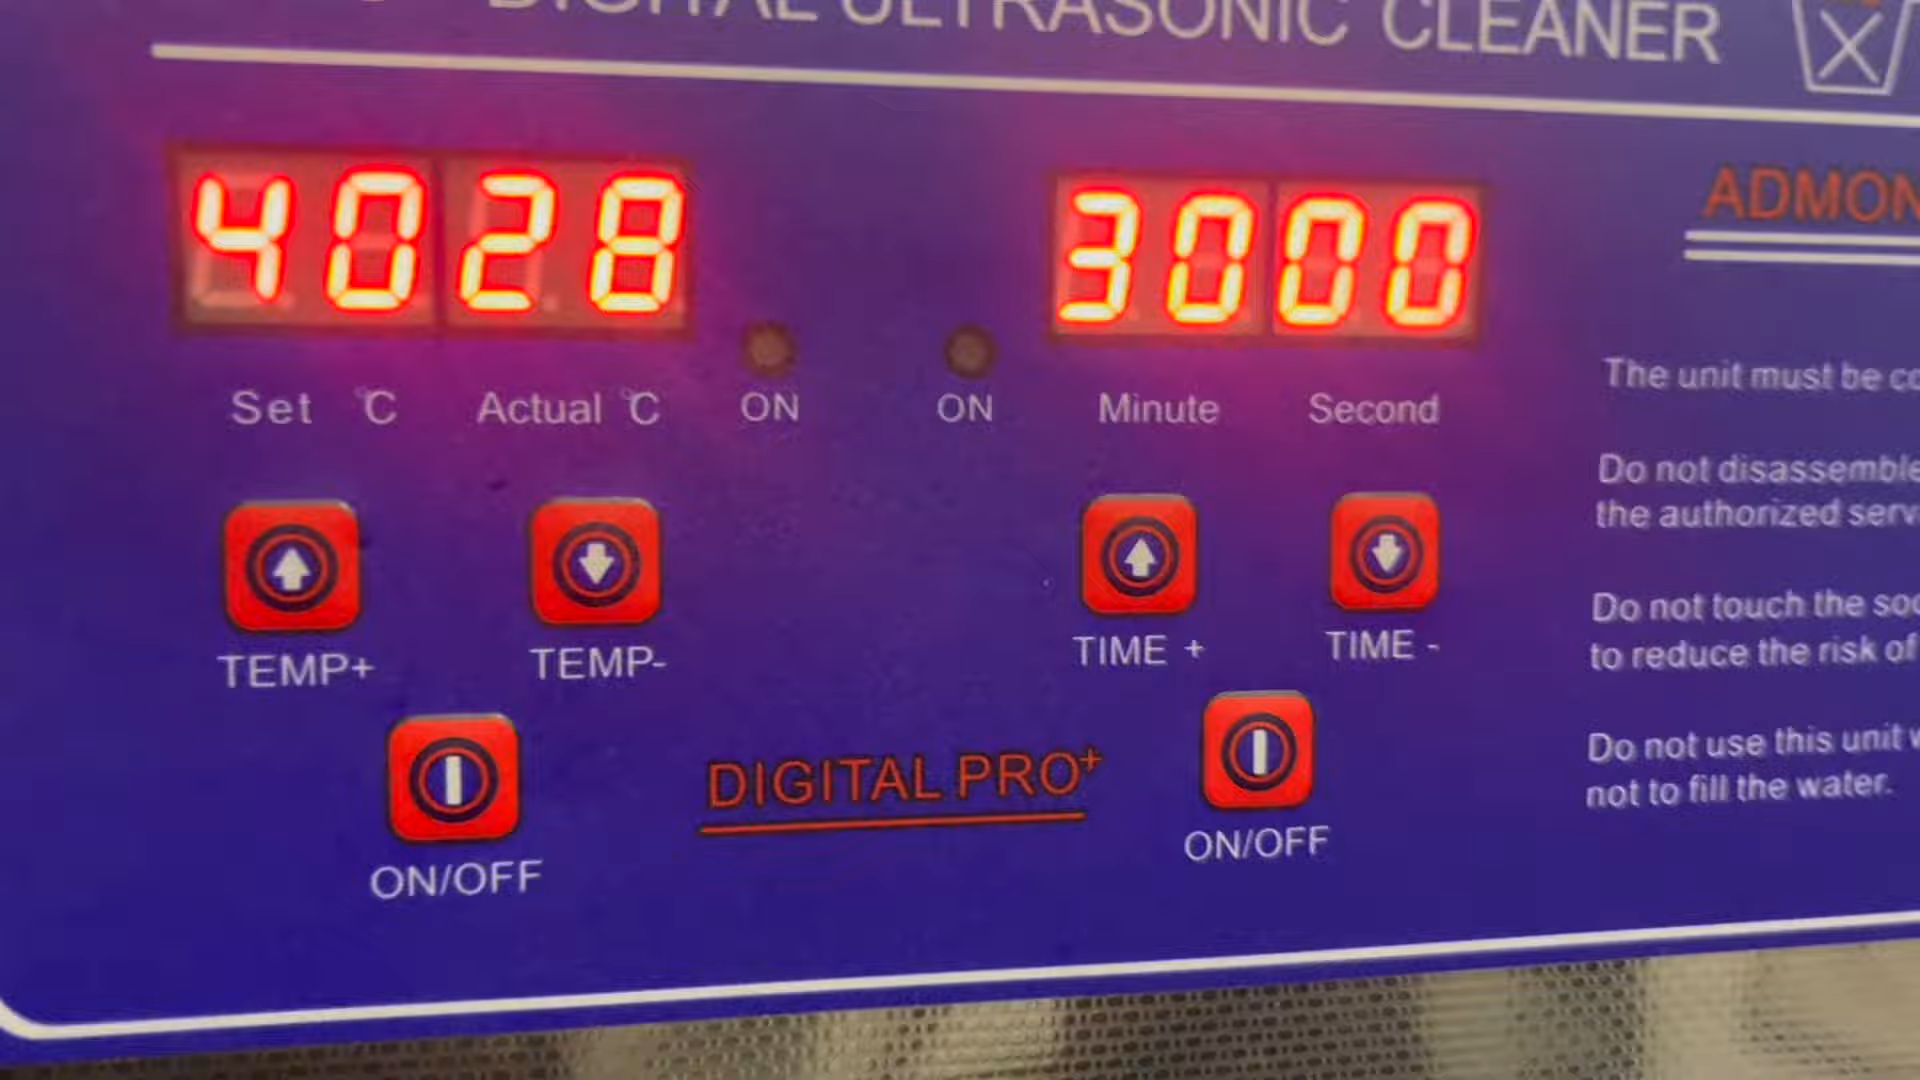 DIGITAL ULTRASONIC CLEANER
4028
3000
ADMON
Set °C
Actual °C
ON
ON
Minute
Second
The unit must be
Do not disassemble
the authorized
TEMP+
TEMP-
TIME +
TIME -
Do not touch the
to reduce the risk of
DIGITAL PRO+
Do not use this unit
not to fill the water.
ON/OFF
ON/OFF